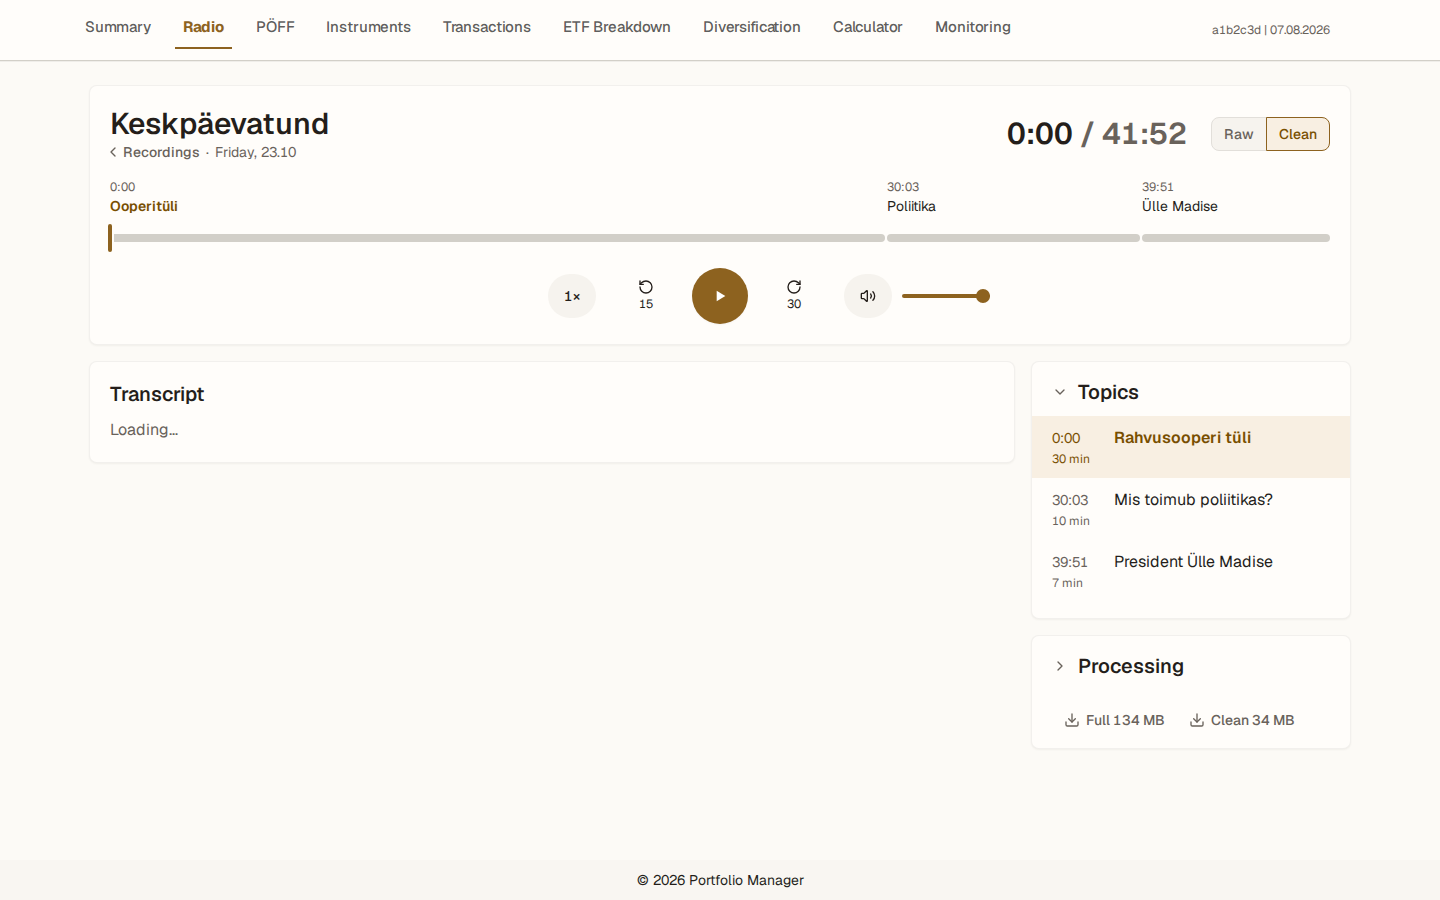 Summary Radio PÖFF Instruments Transactions ETF Breakdown Diversification Calculator Monitoring a1b2c3d | 07.08.2026
Keskpäevatund
Recordings · Friday, 23.10
0:00 / 41:52
Raw Clean
0:00 30:03 39:51
Ooperitüli Poliitika Ülle Madise
1× 15 30
Transcript
Loading...
Topics
0:00 Rahvusooperi tüli
30 min
30:03 Mis toimub poliitikas?
10 min
39:51 President Ülle Madise
7 min
Processing
Full 134 MB Clean 34 MB
© 2026 Portfolio Manager